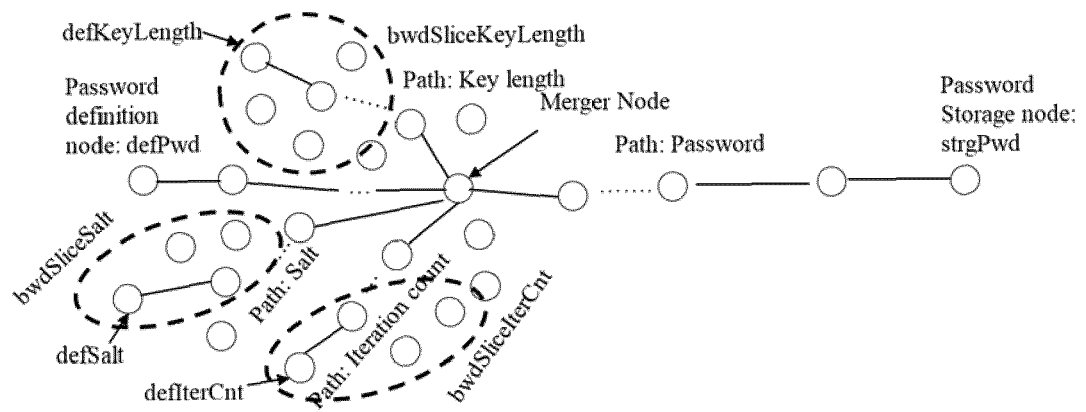 defKeyLength
bwdSliceKeyLength
Path: Key length
Password
definition
node: defPwd
Merger Node
Path: Password
Password
Storage node:
strgPwd
...
bwdSliceSalt
Path: Salt
defSalt
Path: Iteration count
bwdSliceIterCnt
defIterCnt